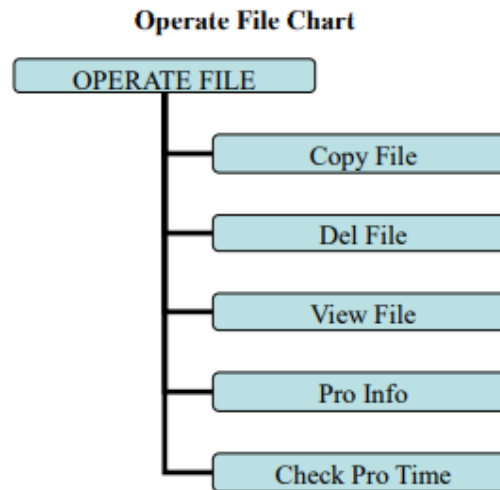 Operate File Chart
OPERATE FILE
Copy File
Del File
View File
Pro Info
Check Pro Time